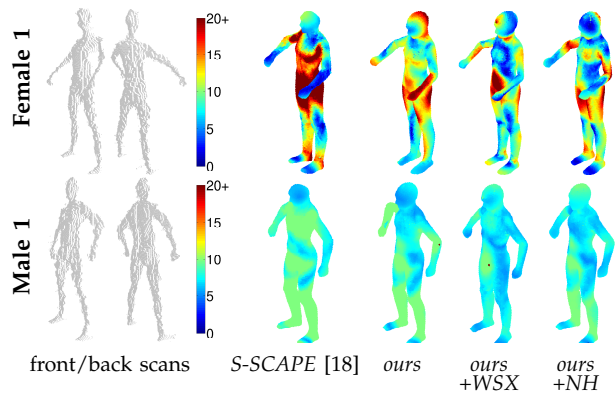 Female 1
20+
15
10
5
0
Male 1
20+
15
10
5
0
front/back scans
S-SCAPE [18]
ours
ours
+WSX
ours
+NH